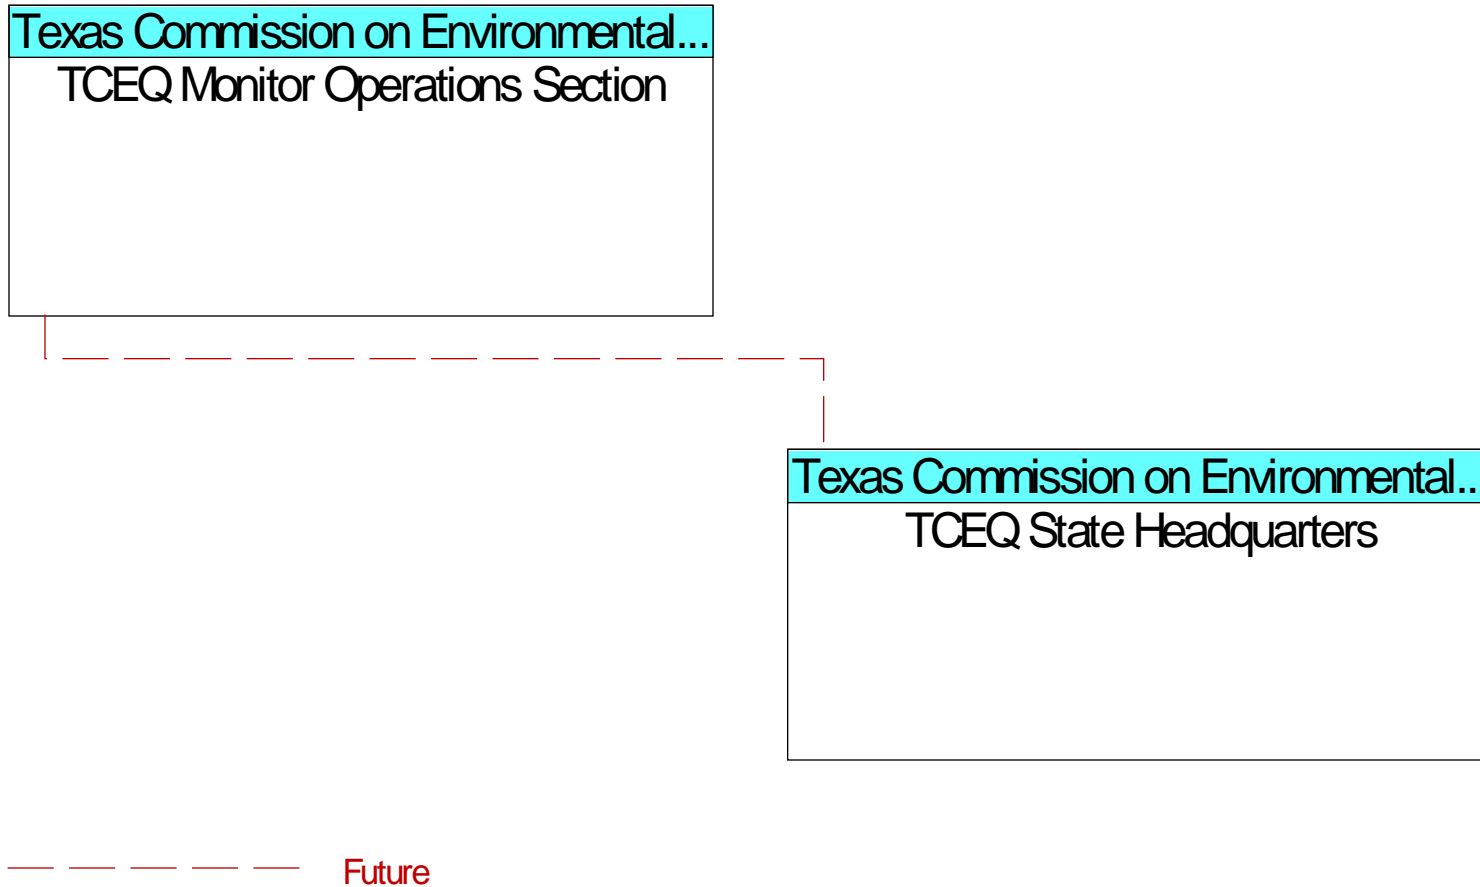 Texas Commission on Environmental...
TCEQ Monitor Operations Section
Texas Commission on Environmental..
TCEQ State Headquarters
Future